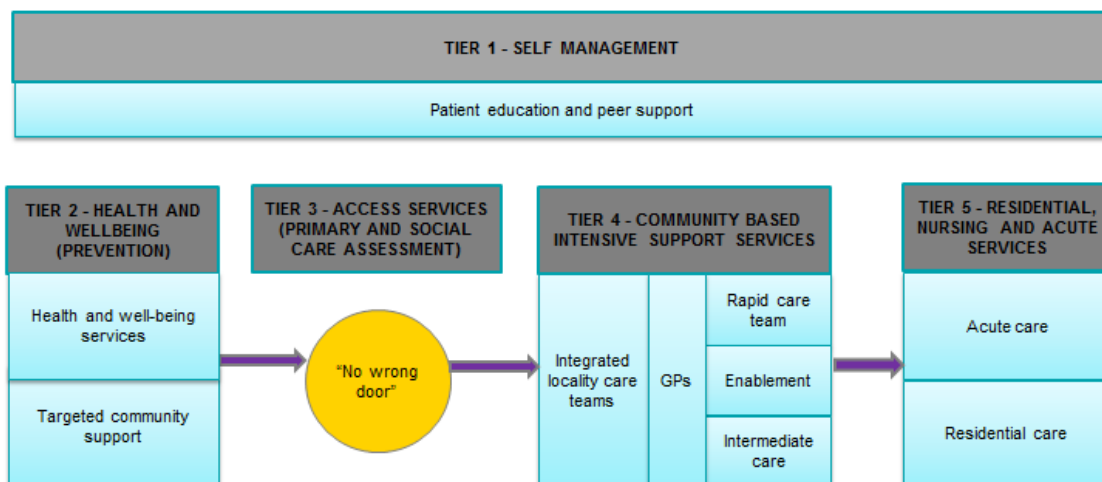 TIER 1 - SELF MANAGEMENT
Patient education and peer support
TIER 2 - HEALTH AND
WELLBEING
(PREVENTION)
Health and well-being
services
Targeted community
support
TIER 3 - ACCESS SERVICES
(PRIMARY AND SOCIAL
CARE ASSESSMENT)
“No wrong
door”
TIER 4 - COMMUNITY BASED
INTENSIVE SUPPORT SERVICES
Integrated
locality care
teams
GPs
Rapid care
team
Enablement
Intermediate
care
TIER 5 - RESIDENTIAL,
NURSING AND ACUTE
SERVICES
Acute care
Residential care